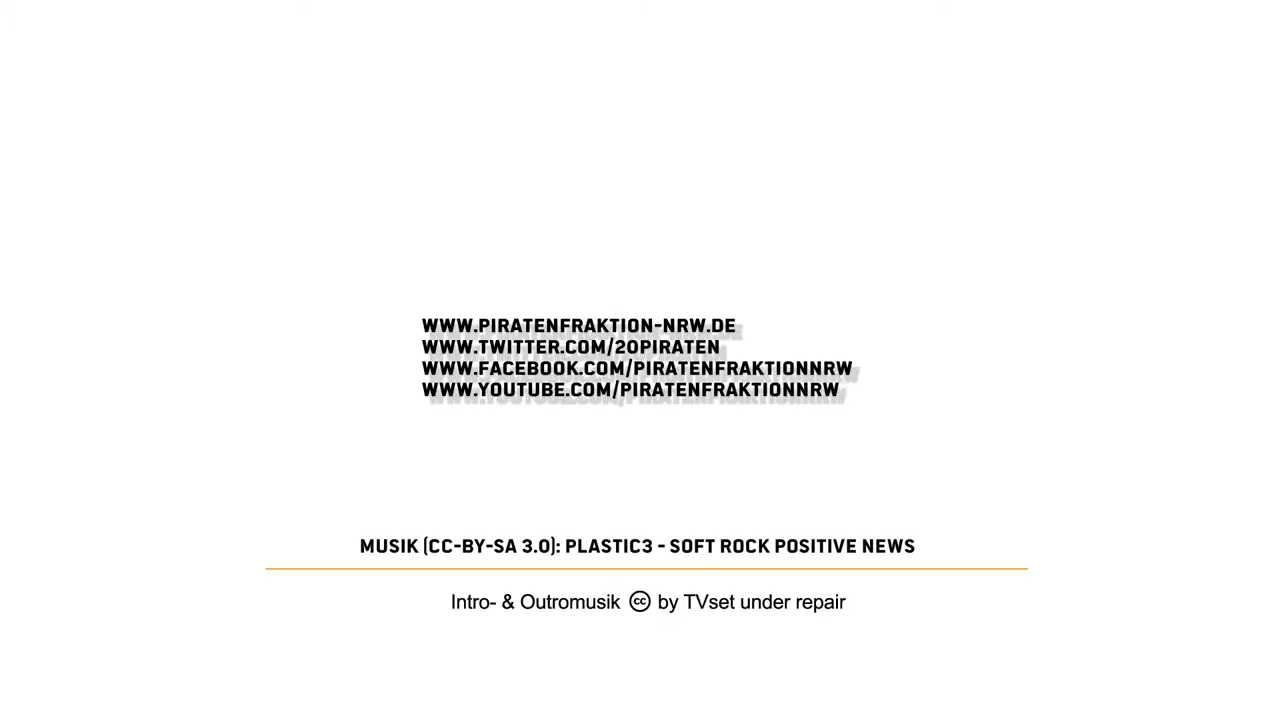 WWW.PIRATENFRAKTION-NRW.DE
WWW.TWITTER.COM/20PIRATEN
WWW.FACEBOOK.COM/PIRATENFRAKTIONNRW
WWW.YOUTUBE.COM/PIRATENFRAKTIONNRW
MUSIK (CC-BY-SA 3.0): PLASTIC3 - SOFT ROCK POSITIVE NEWS
Intro- & Outromusik cc by TVset under repair